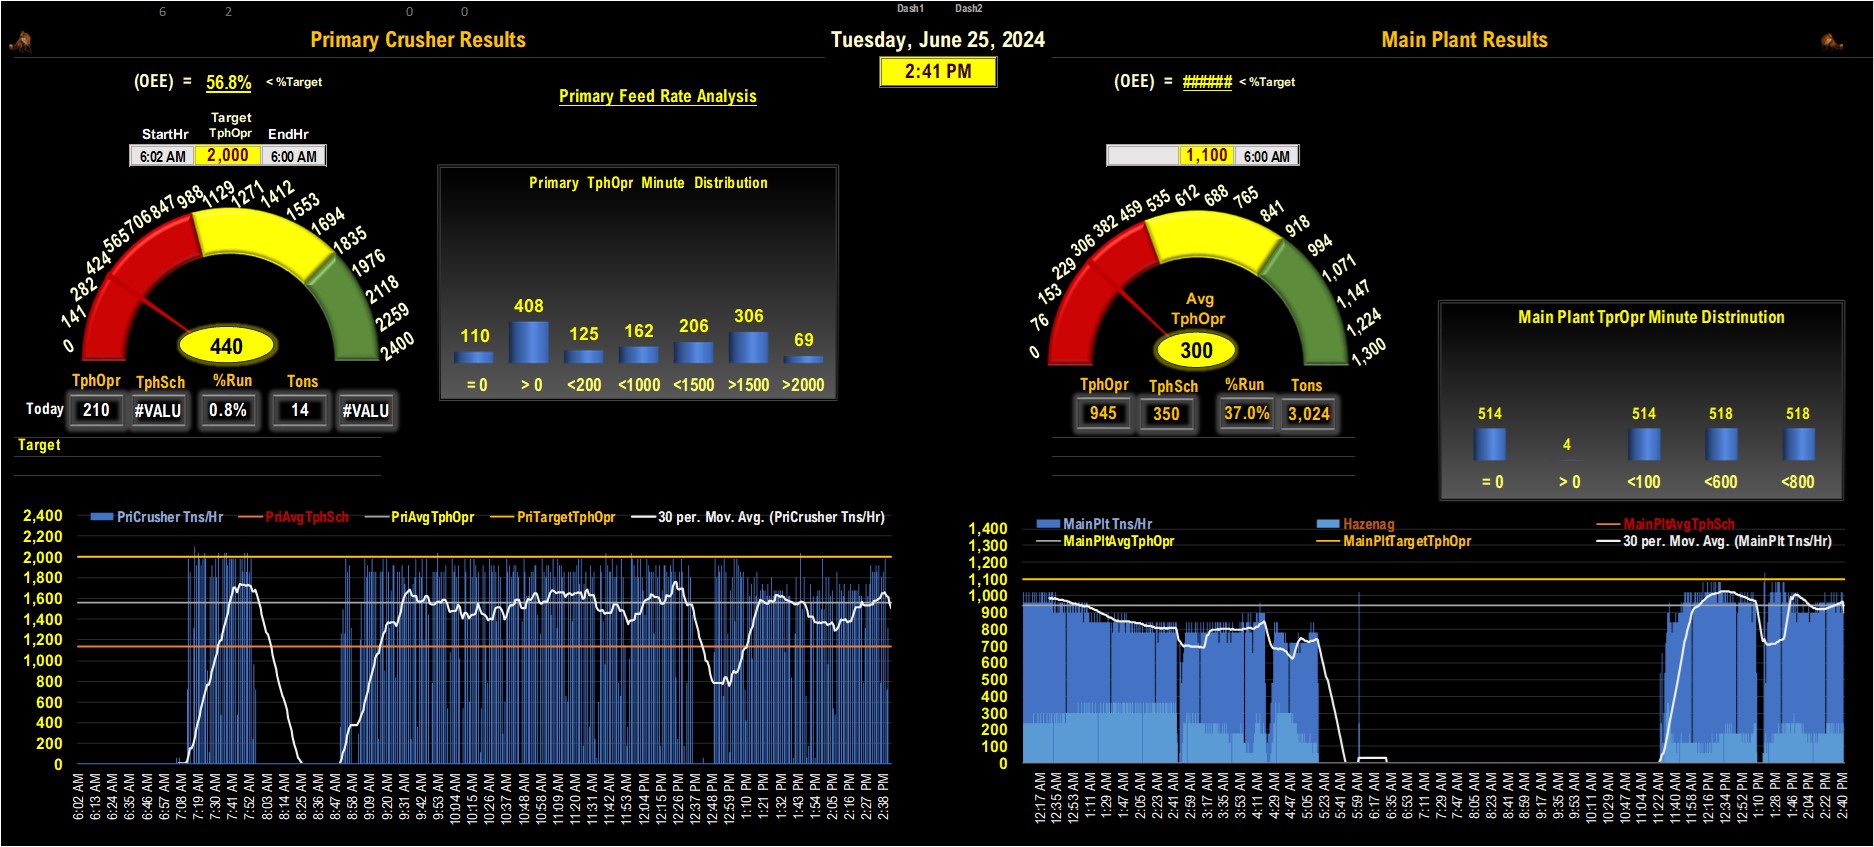 6 2 0 0 Dash1 Dash2
Primary Crusher Results
Tuesday, June 25, 2024
Main Plant Results
2:41 PM
(OEE) = 56.8% < %Target
Primary Feed Rate Analysis
Target
StartHr TphOpr EndHr
6:02 AM 2,000 6:00 AM
0 141 282 424 565 706 847 988 1129 1271 1412 1553 1694 1835 1976 2118 2259 2400
440
TphOpr TphSch %Run Tons
Today 210 #VALU 0.8% 14 #VALU
Target
Primary TphOpr Minute Distribution
110 408 125 162 206 306 69
= 0 > 0 <200 <1000 <1500 >1500 >2000
(OEE) = ###### < %Target
1,100 6:00 AM
0 76 153 229 306 382 459 535 612 688 765 841 918 994 1,071 1,147 1,224 1,300
Avg
TphOpr
300
TphOpr TphSch %Run Tons
945 350 37.0% 3,024
Main Plant TprOpr Minute Distrinution
514 4 514 518 518
= 0 > 0 <100 <600 <800
PriCrusher Tns/Hr PriAvgTphSch PriAvgTphOpr PriTargetTphOpr 30 per. Mov. Avg. (PriCrusher Tns/Hr)
2,400
2,200
2,000
1,800
1,600
1,400
1,200
1,000
800
600
400
200
0
6:02 AM 6:13 AM 6:24 AM 6:35 AM 6:46 AM 6:57 AM 7:08 AM 7:19 AM 7:30 AM 7:41 AM 7:52 AM 8:03 AM 8:14 AM 8:25 AM 8:36 AM 8:47 AM 8:58 AM 9:09 AM 9:20 AM 9:31 AM 9:42 AM 9:53 AM 10:04 AM 10:15 AM 10:26 AM 10:37 AM 10:48 AM 10:58 AM 11:09 AM 11:20 AM 11:31 AM 11:42 AM 11:53 AM 12:04 PM 12:15 PM 12:26 PM 12:37 PM 12:48 PM 12:59 PM 1:10 PM 1:21 PM 1:32 PM 1:43 PM 1:54 PM 2:05 PM 2:16 PM 2:27 PM 2:38 PM
MainPlt Tns/Hr Hazenag MainPltAvgTphSch
MainPltAvgTphOpr MainPltTargetTphOpr 30 per. Mov. Avg. (MainPlt Tns/Hr)
1,400
1,300
1,200
1,100
1,000
900
800
700
600
500
400
300
200
100
0
12:17 AM 12:35 AM 12:53 AM 1:11 AM 1:29 AM 1:47 AM 2:05 AM 2:23 AM 2:41 AM 2:59 AM 3:17 AM 3:35 AM 3:53 AM 4:11 AM 4:29 AM 4:47 AM 5:05 AM 5:23 AM 5:41 AM 5:59 AM 6:17 AM 6:35 AM 6:53 AM 7:11 AM 7:29 AM 7:47 AM 8:05 AM 8:23 AM 8:41 AM 8:59 AM 9:17 AM 9:35 AM 9:53 AM 10:11 AM 10:29 AM 10:47 AM 11:04 AM 11:22 AM 11:40 AM 11:58 AM 12:16 PM 12:34 PM 12:52 PM 1:10 PM 1:28 PM 1:46 PM 2:04 PM 2:22 PM 2:40 PM